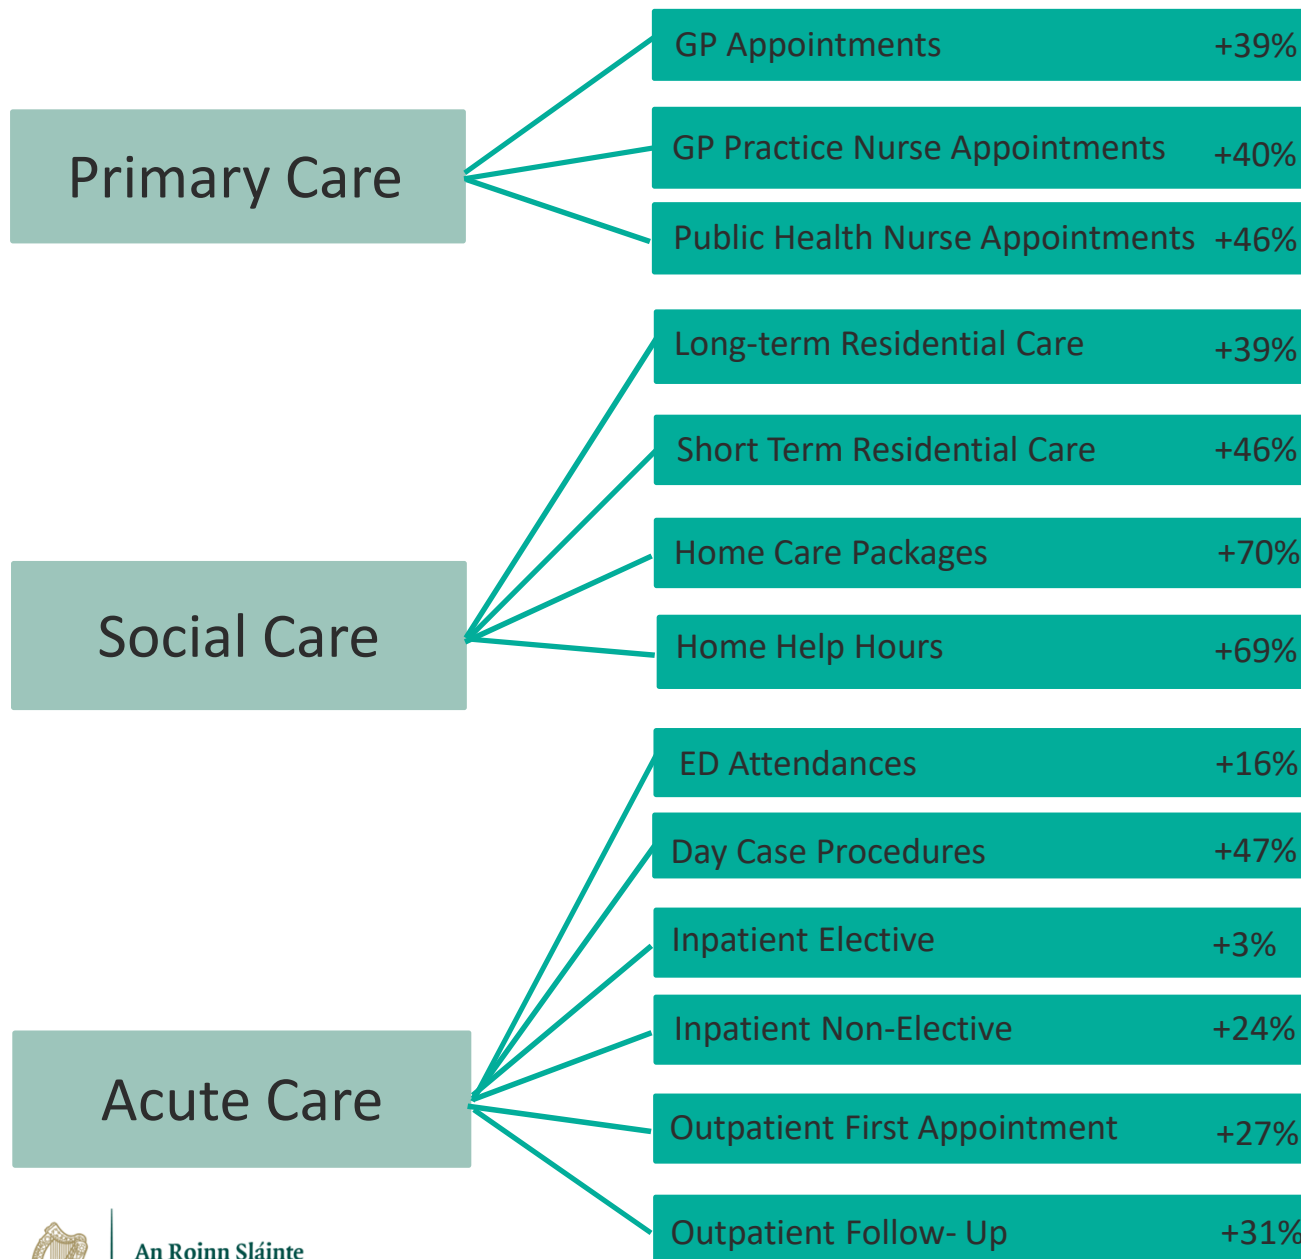 GP Appointments +39%
Primary Care
GP Practice Nurse Appointments +40%
Public Health Nurse Appointments +46%
Long-term Residential Care +39%
Short Term Residential Care +46%
Home Care Packages +70%
Social Care
Home Help Hours +69%
ED Attendances +16%
Day Case Procedures +47%
Inpatient Elective +3%
Inpatient Non-Elective +24%
Acute Care
Outpatient First Appointment +27%
Outpatient Follow- Up +31%
An Roinn Sláinte